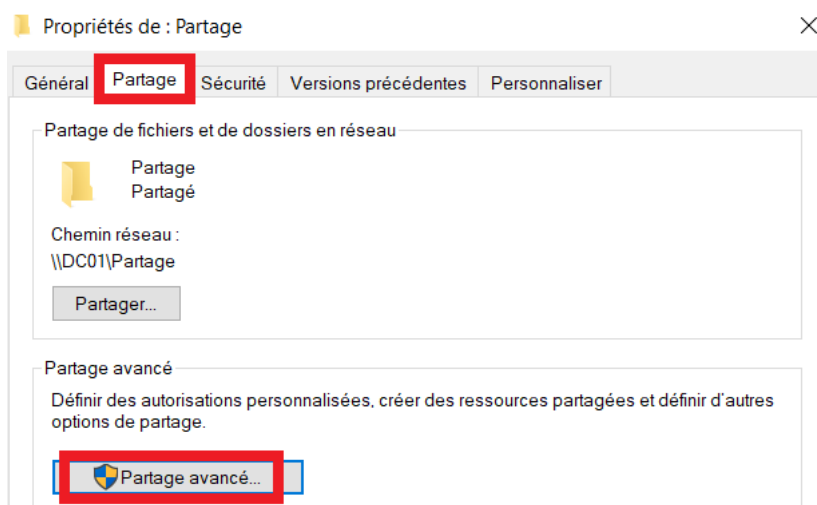 Propriétés de : Partage
Général Partage Sécurité Versions précédentes Personnaliser
Partage de fichiers et de dossiers en réseau
Partage
Partagé
Chemin réseau :
\\DC01\Partage
Partager...
Partage avancé
Définir des autorisations personnalisées, créer des ressources partagées et définir d'autres
options de partage.
Partage avancé...